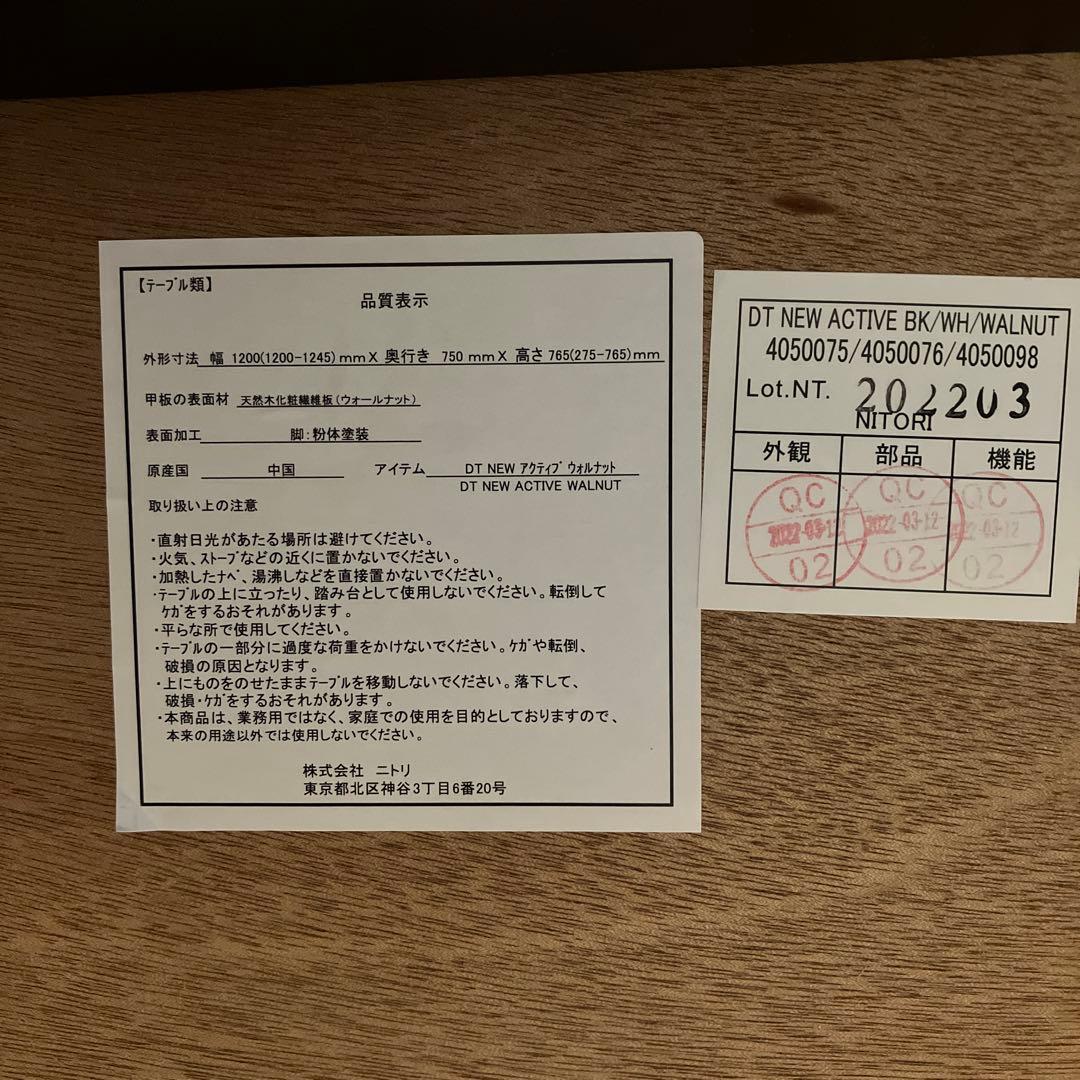 【ﾃｰﾌﾞﾙ類】
品質表示
外形寸法 幅 1200(1200-1245)mmX 奥行き 750 mmX 高さ 765(275-765)mm
甲板の表面材 天然木化粧繊維板(ウォールナット)
表面加工 脚:粉体塗装
原産国 中国 アイテム DT NEW ｱｸﾃｨﾌﾞ ｳｫﾙﾅｯﾄ
DT NEW ACTIVE WALNUT
取り扱い上の注意
・直射日光があたる場所は避けてください。
・火気、ｽﾄｰﾌﾞなどの近くに置かないでください。
・加熱したﾅﾍﾞ、湯沸しなどを直接置かないでください。
・ﾃｰﾌﾞﾙの上に立ったり、踏み台として使用しないでください。転倒して
ｹｶﾞをするおそれがあります。
・平らな所で使用してください。
・ﾃｰﾌﾞﾙの一部分に過度な荷重をかけないでください。ｹｶﾞや転倒、
破損の原因となります。
・上にものをのせたままﾃｰﾌﾞﾙを移動しないでください。落下して、
破損・ｹｶﾞをするおそれがあります。
・本商品は、業務用ではなく、家庭での使用を目的としておりますので、
本来の用途以外では使用しないでください。
株式会社 ニトリ
東京都北区神谷3丁目6番20号
DT NEW ACTIVE BK/WH/WALNUT
4050075/4050076/4050098
Lot.NT. 202203
NITORI
外観 部品 機能
QC QC QC
2022-03-12 2022-03-12 2022-03-12
02 02 02